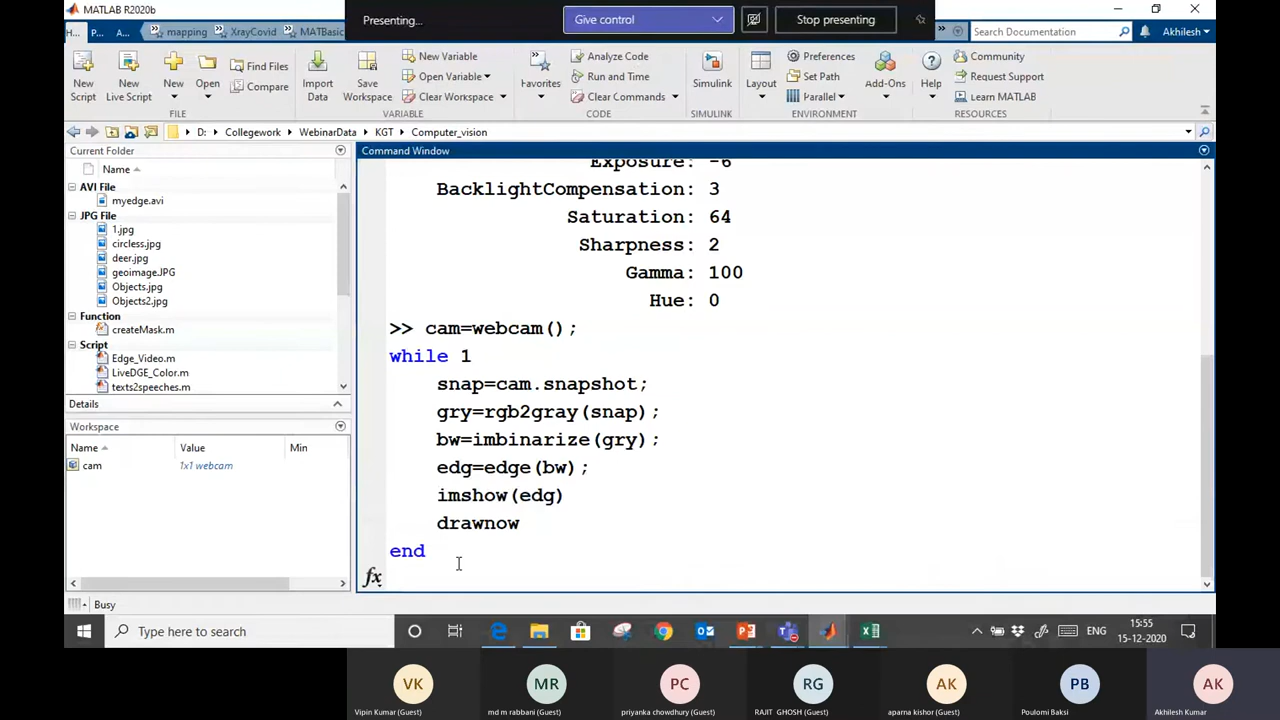 MATLAB R2020b
Presenting...
Give control
Stop presenting
H...
P...
A...
mapping
XrayCovid
MATBasic
Search Documentation
Akhilesh
New Script
New Live Script
New
Open
Find Files
Compare
Import Data
Save Workspace
New Variable
Open Variable
Clear Workspace
Favorites
Analyze Code
Run and Time
Clear Commands
Simulink
Layout
Preferences
Set Path
Parallel
Add-Ons
Help
Community
Request Support
Learn MATLAB
FILE
VARIABLE
CODE
SIMULINK
ENVIRONMENT
RESOURCES
D: Collegework WebinarData KGT Computer_vision
Current Folder
Name
AVI File
myedge.avi
JPG File
1.jpg
circless.jpg
deer.jpg
geoimage.JPG
Objects.jpg
Objects2.jpg
Function
createMask.m
Script
Edge_Video.m
LiveDGE_Color.m
texts2speeches.m
Details
Workspace
Name Value Min
cam 1x1 webcam
Command Window
Exposure: -6
BacklightCompensation: 3
Saturation: 64
Sharpness: 2
Gamma: 100
Hue: 0
>> cam=webcam();
while 1
snap=cam.snapshot;
gry=rgb2gray(snap);
bw=imbinarize(gry);
edg=edge(bw);
imshow(edg)
drawnow
end
fx
Busy
Type here to search
ENG
15:55
15-12-2020
VK
Vipin Kumar (Guest)
MR
md m rabbani (Guest)
PC
priyanka chowdhury (Guest)
RG
RAJIT GHOSH (Guest)
AK
aparna kishor (Guest)
PB
Poulomi Baksi
AK
Akhilesh Kumar